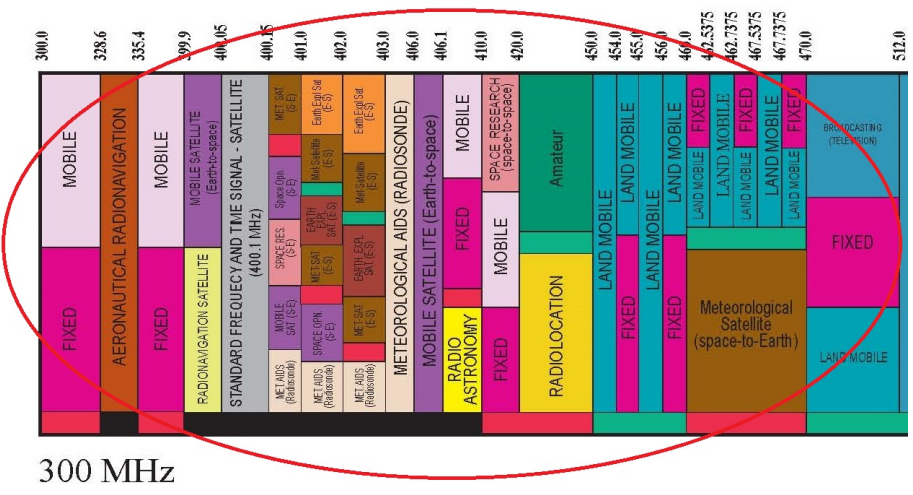 300.0
328.6
335.4
399.9
400.05
400.15
401.0
402.0
403.0
406.0
406.1
410.0
420.0
450.0
454.0
455.0
456.0
460.0
462.5375
462.7375
467.5375
467.7375
470.0
512.0
MOBILE
FIXED
AERONAUTICAL RADIONAVIGATION
MOBILE
FIXED
MOBILE SATELLITE
(Earth-to-space)
RADIONAVIGATION SATELLITE
STANDARD FREQUECY AND TIME SIGNAL - SATELLITE
(400.1 MHz)
MET. SAT.
(S-E)
Space Opn.
(S-E)
SPACE RES.
(S-E)
MOBILE
SAT (S-E)
MET. AIDS
(Radiosonde)
Earth Expl Sat
(E-S)
Met Satellite
(E-S)
EARTH
EXPL
SAT. (E-S)
MET-SAT
(E-S)
SPACE OPN.
(S-E)
MET. AIDS
(Radiosonde)
Earth Expl Sat
(E-S)
Met-Satellite
(E-S)
EARTH EXPL
SAT. (E-S)
MET-SAT
(E-S)
MET. AIDS
(Radiosonde)
METEOROLOGICAL AIDS (RADIOSONDE)
MOBILE SATELLITE (Earth-to-space)
MOBILE
FIXED
RADIO
ASTRONOMY
SPACE RESEARCH
(space-to-space)
MOBILE
FIXED
Amateur
RADIOLOCATION
LAND MOBILE
LAND MOBILE
FIXED
LAND MOBILE
LAND MOBILE
FIXED
FIXED
LAND MOBILE
LAND MOBILE
FIXED
LAND MOBILE
LAND MOBILE
FIXED
LAND MOBILE
Meteorological
Satellite
(space-to-Earth)
BROADCASTING
(TELEVISION)
FIXED
LAND MOBILE
300 MHz